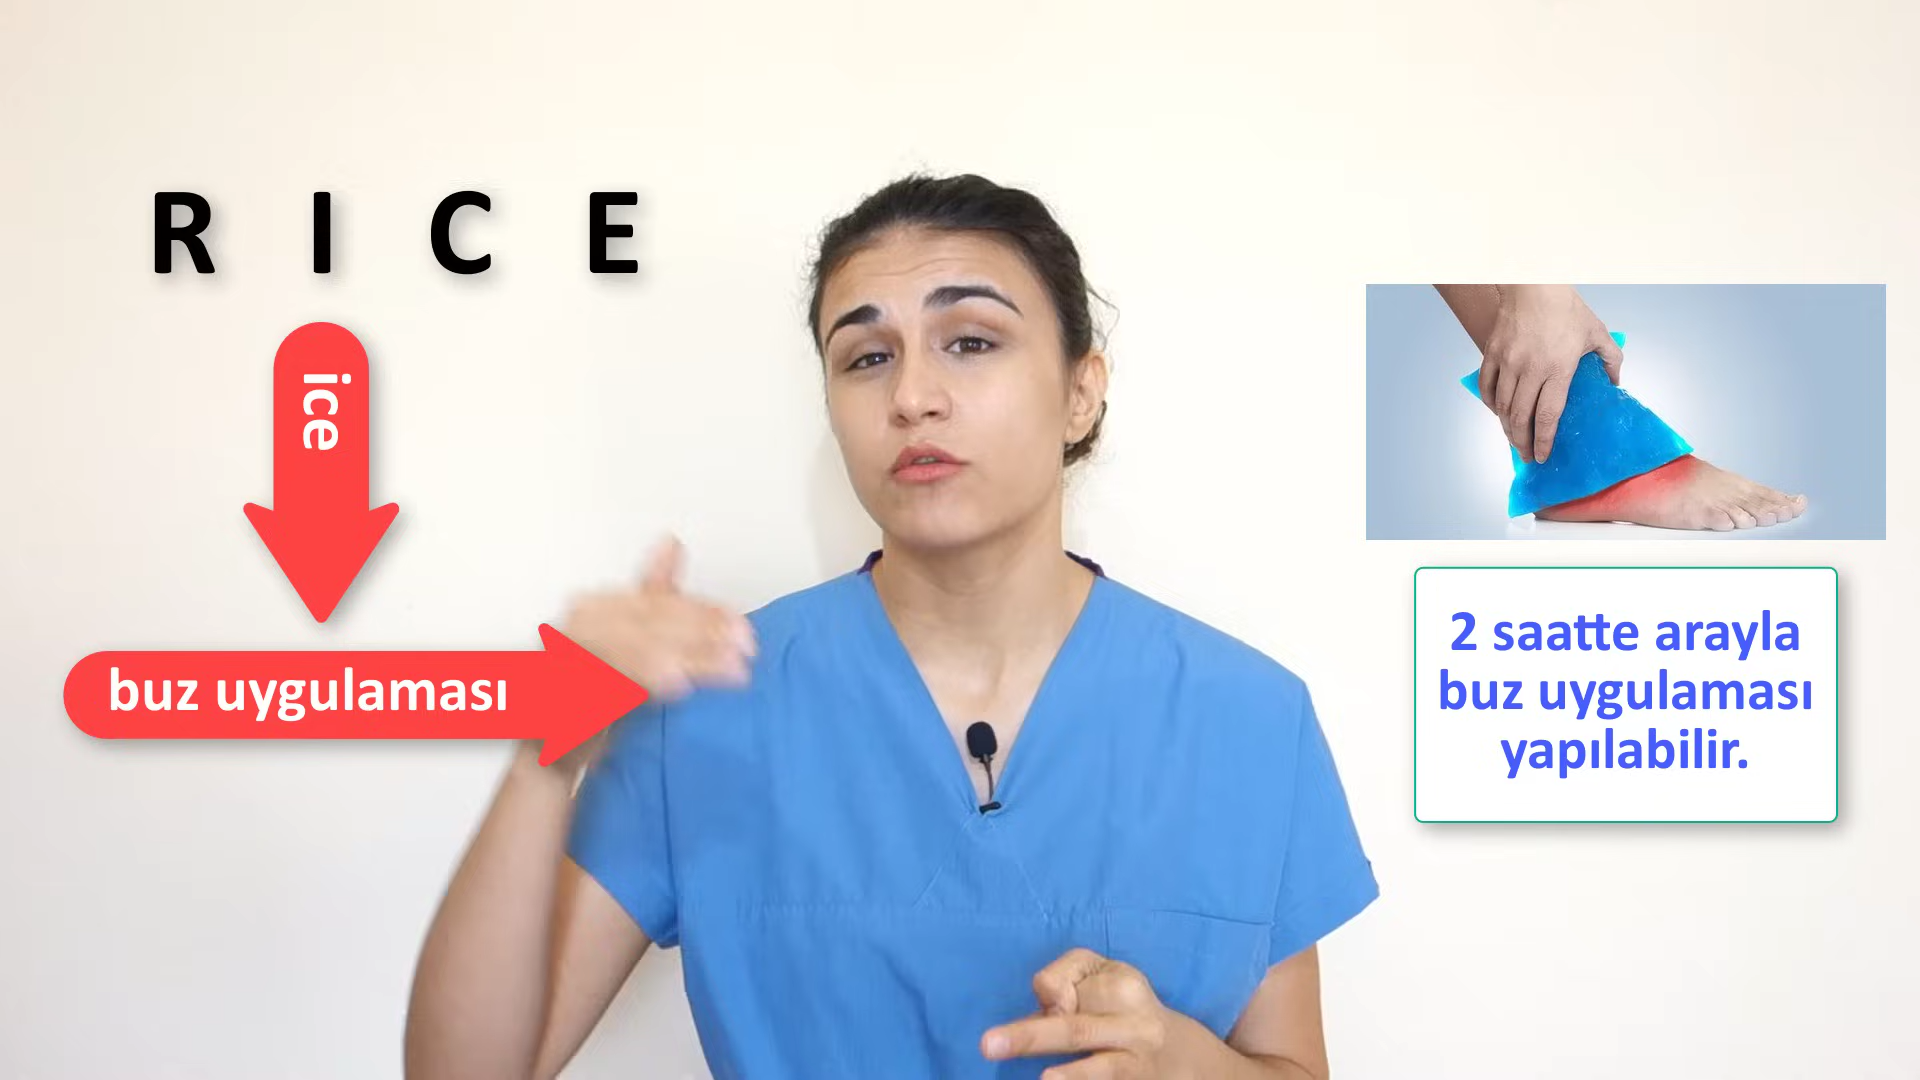 R I C E
ice
buz uygulaması
2 saatte arayla
buz uygulaması
yapılabilir.